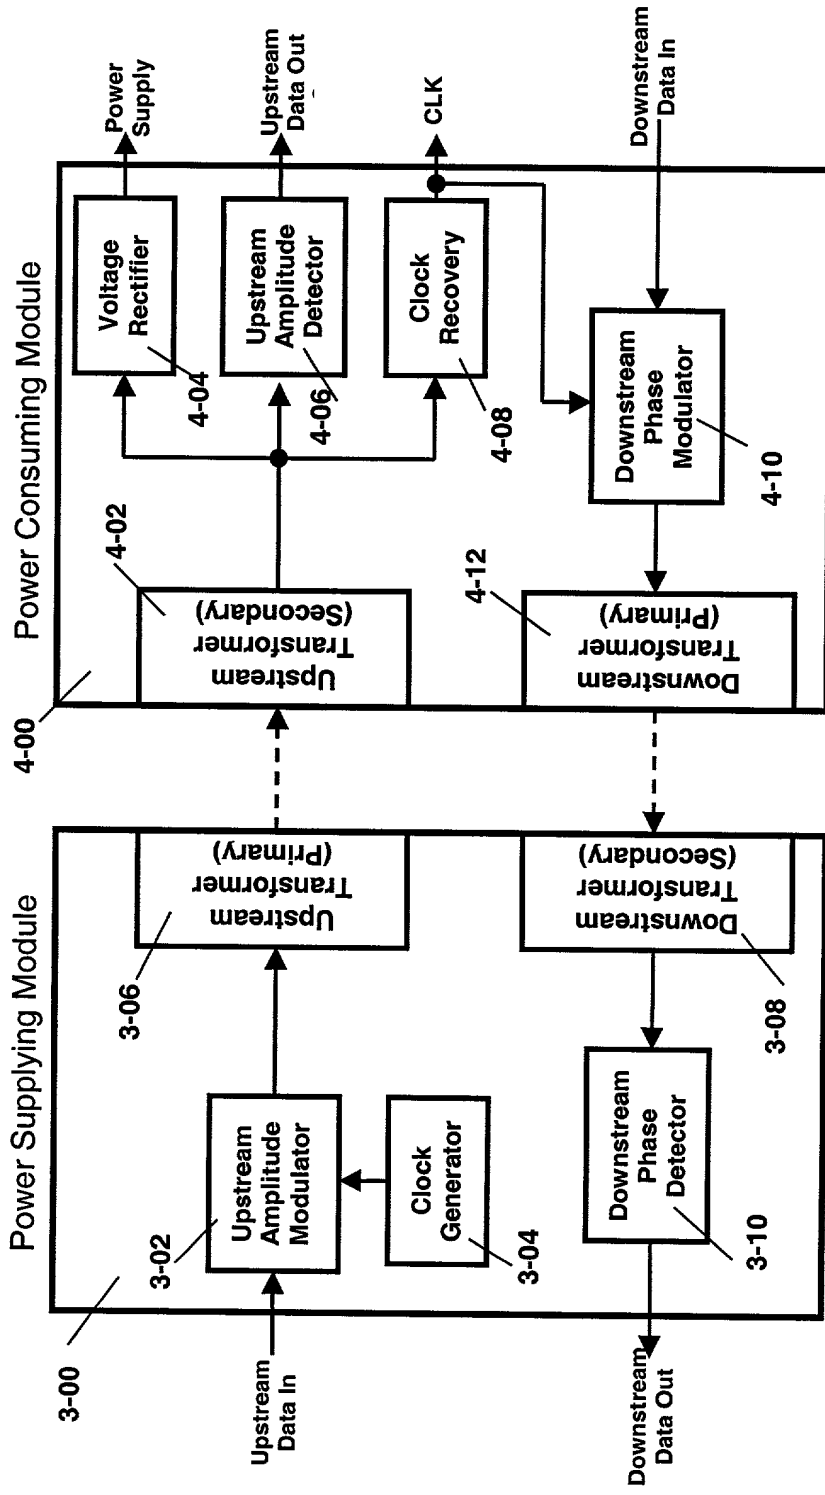 Power Supplying Module
3-00
Upstream
Data In
3-02
Upstream
Amplitude
Modulator
Clock
Generator
3-04
3-06
Upstream
Transformer
(Primary)
Downstream
Transformer
(Secondary)
3-08
Downstream
Phase
Detector
3-10
Downstream
Data Out
Power Consuming Module
4-00
4-02
Upstream
Transformer
(Secondary)
Voltage
Rectifier
4-04
Power
Supply
Upstream
Amplitude
Detector
4-06
Upstream
Data Out
Clock
Recovery
4-08
CLK
4-12
Downstream
Transformer
(Primary)
Downstream
Phase
Modulator
4-10
Downstream
Data In